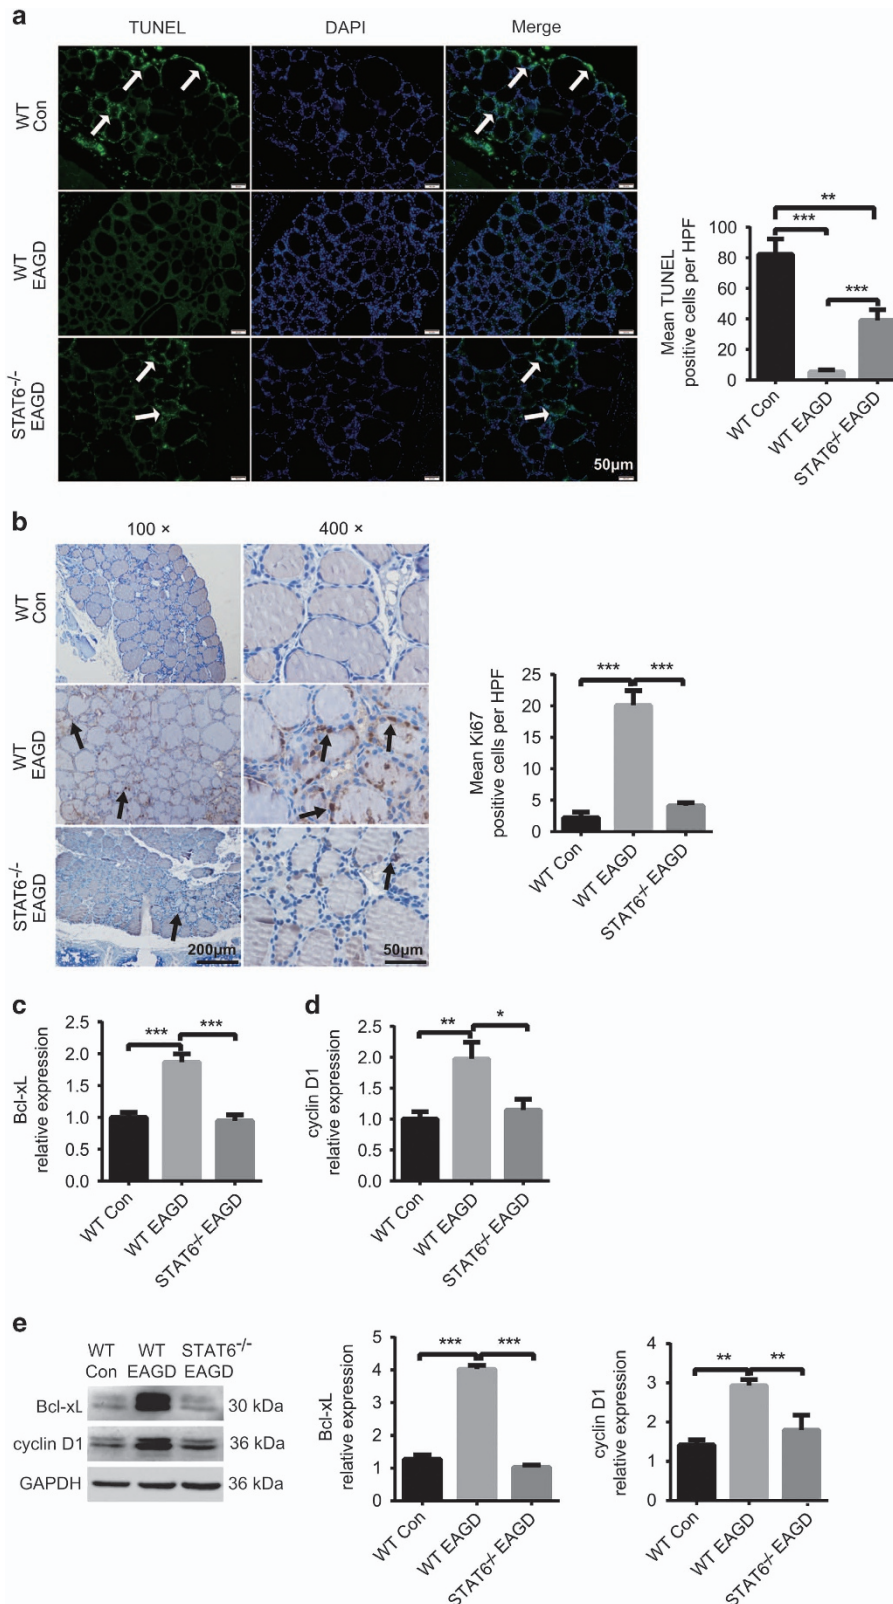 a
TUNEL DAPI Merge
WT
Con
WT
EAGD
STAT6-/-
EAGD
50μm
Mean TUNEL
positive cells per HPF
100
80
60
40
20
0
***
**
***
WT Con
WT EAGD
STAT6-/- EAGD
b
100 × 400 ×
WT
Con
WT
EAGD
STAT6-/-
EAGD
200μm
50μm
Mean Ki67
positive cells per HPF
25
20
15
10
5
0
*** ***
WT Con
WT EAGD
STAT6-/- EAGD
c
Bcl-xL
relative expression
2.5
2.0
1.5
1.0
0.5
0.0
*** ***
WT Con
WT EAGD
STAT6-/- EAGD
d
cyclin D1
relative expression
2.5
2.0
1.5
1.0
0.5
0.0
** *
WT Con
WT EAGD
STAT6-/- EAGD
e
WT WT STAT6-/-
Con EAGD EAGD
Bcl-xL 30 kDa
cyclin D1 36 kDa
GAPDH 36 kDa
Bcl-xL
relative expression
5
4
3
2
1
0
*** ***
WT Con
WT EAGD
STAT6-/- EAGD
cyclin D1
relative expression
4
3
2
1
0
** **
WT Con
WT EAGD
STAT6-/- EAGD